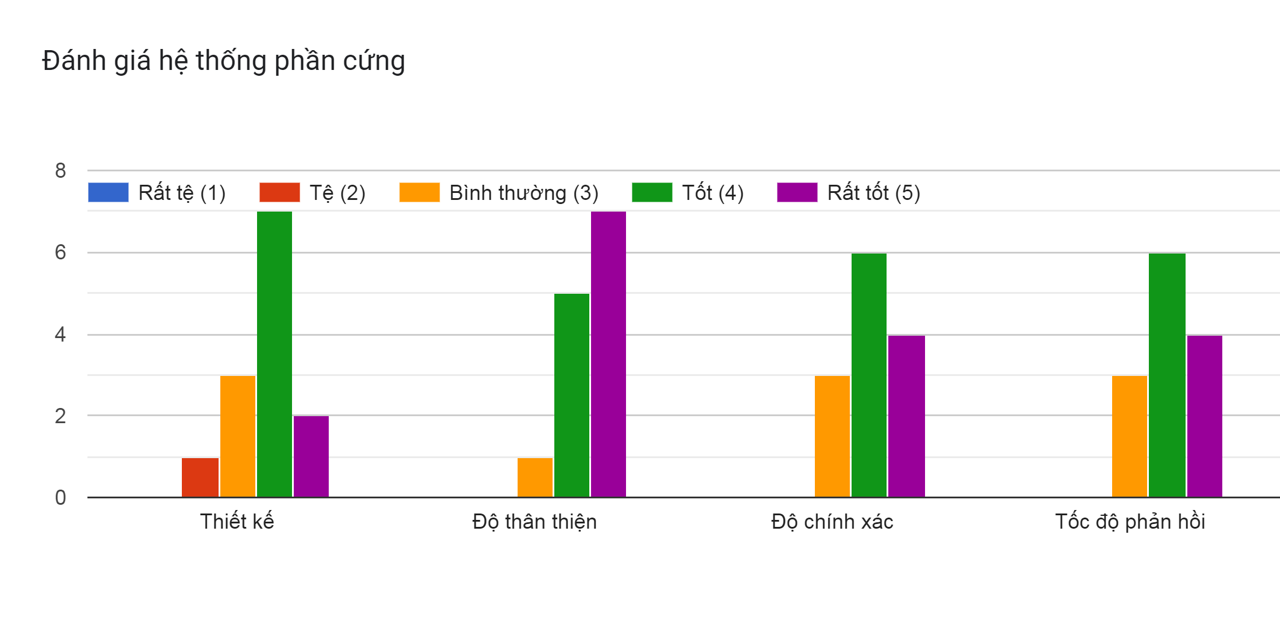 Đánh giá hệ thống phần cứng
8
Rất tệ (1) Tệ (2) Bình thường (3) Tốt (4) Rất tốt (5)
6
4
2
0
Thiết kế Độ thân thiện Độ chính xác Tốc độ phản hồi